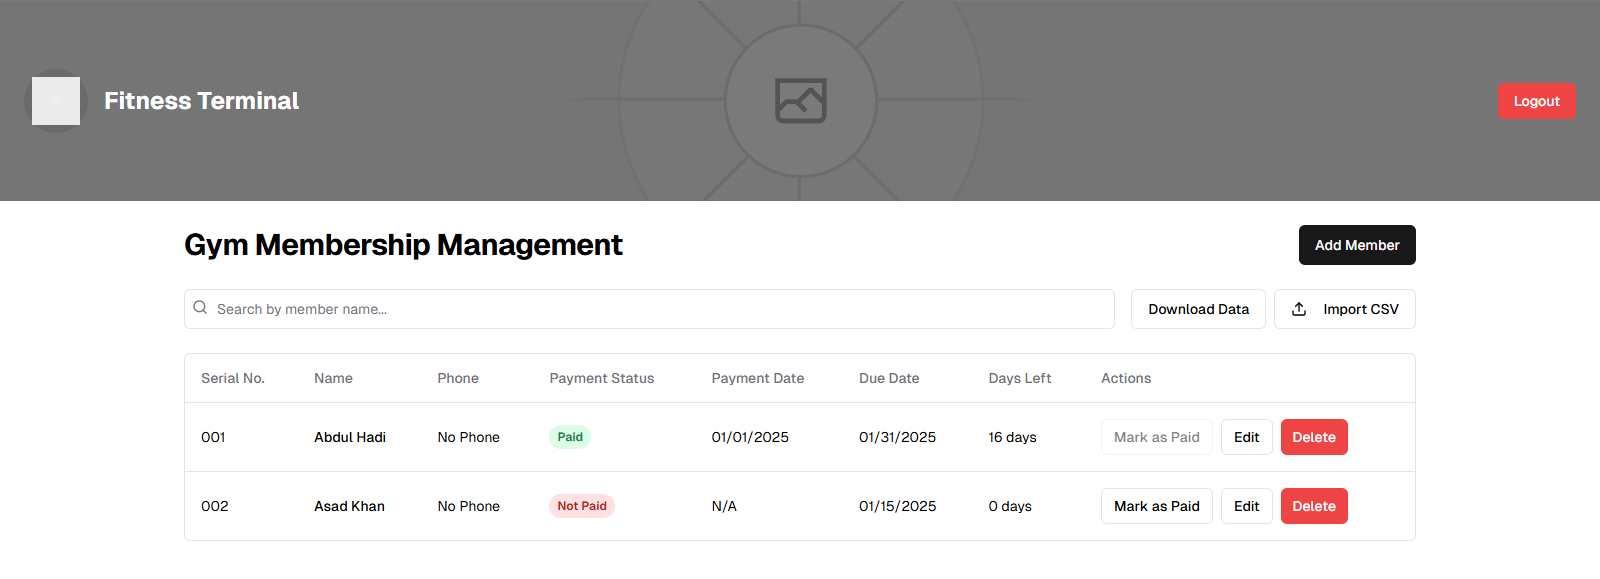 Fitness Terminal
Logout
Gym Membership Management
Add Member
Search by member name...
Download Data
Import CSV
Serial No. Name Phone Payment Status Payment Date Due Date Days Left Actions
001 Abdul Hadi No Phone Paid 01/01/2025 01/31/2025 16 days Mark as Paid Edit Delete
002 Asad Khan No Phone Not Paid N/A 01/15/2025 0 days Mark as Paid Edit Delete